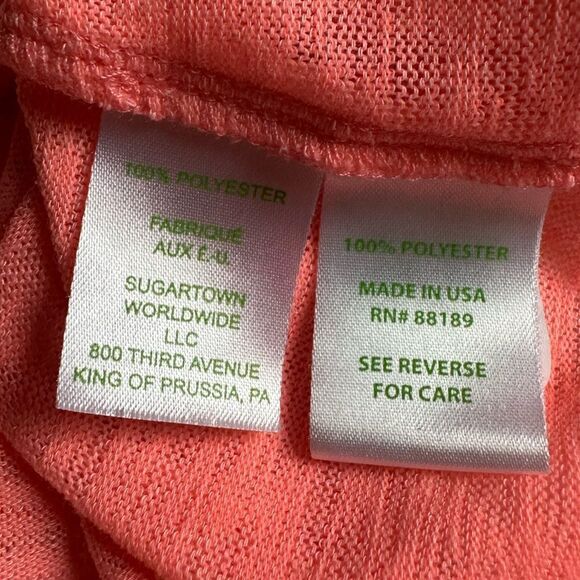 100% POLYESTER
FABRIQUÉ
AUX É.-U.
SUGARTOWN
WORLDWIDE
LLC
800 THIRD AVENUE
KING OF PRUSSIA, PA
100% POLYESTER
MADE IN USA
RN# 88189
SEE REVERSE
FOR CARE